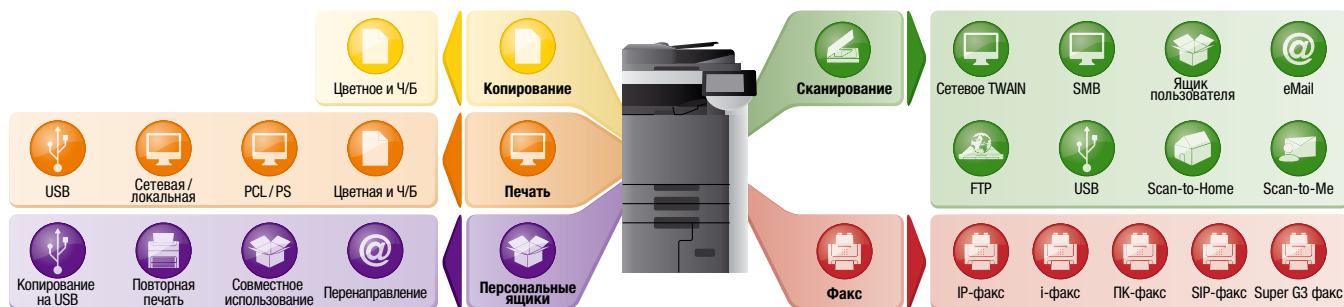 Цветное и Ч/Б
Копирование
Сканирование
Сетевое TWAIN
SMB
Ящик
пользователя
eMail
USB
Сетевая /
локальная
PCL / PS
Цветная и Ч/Б
Печать
FTP
USB
Scan-to-Home
Scan-to-Me
Копирование
на USB
Повторная
печать
Совместное
использование
Перенаправление
Персональные
ящики
Факс
IP-факс
i-факс
ПК-факс
SIP-факс
Super G3 факс